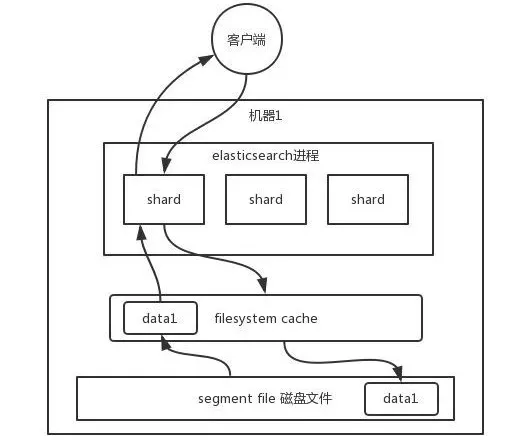 客户端
机器1
elasticsearch进程
shard
shard
shard
data1
filesystem cache
segment file 磁盘文件
data1